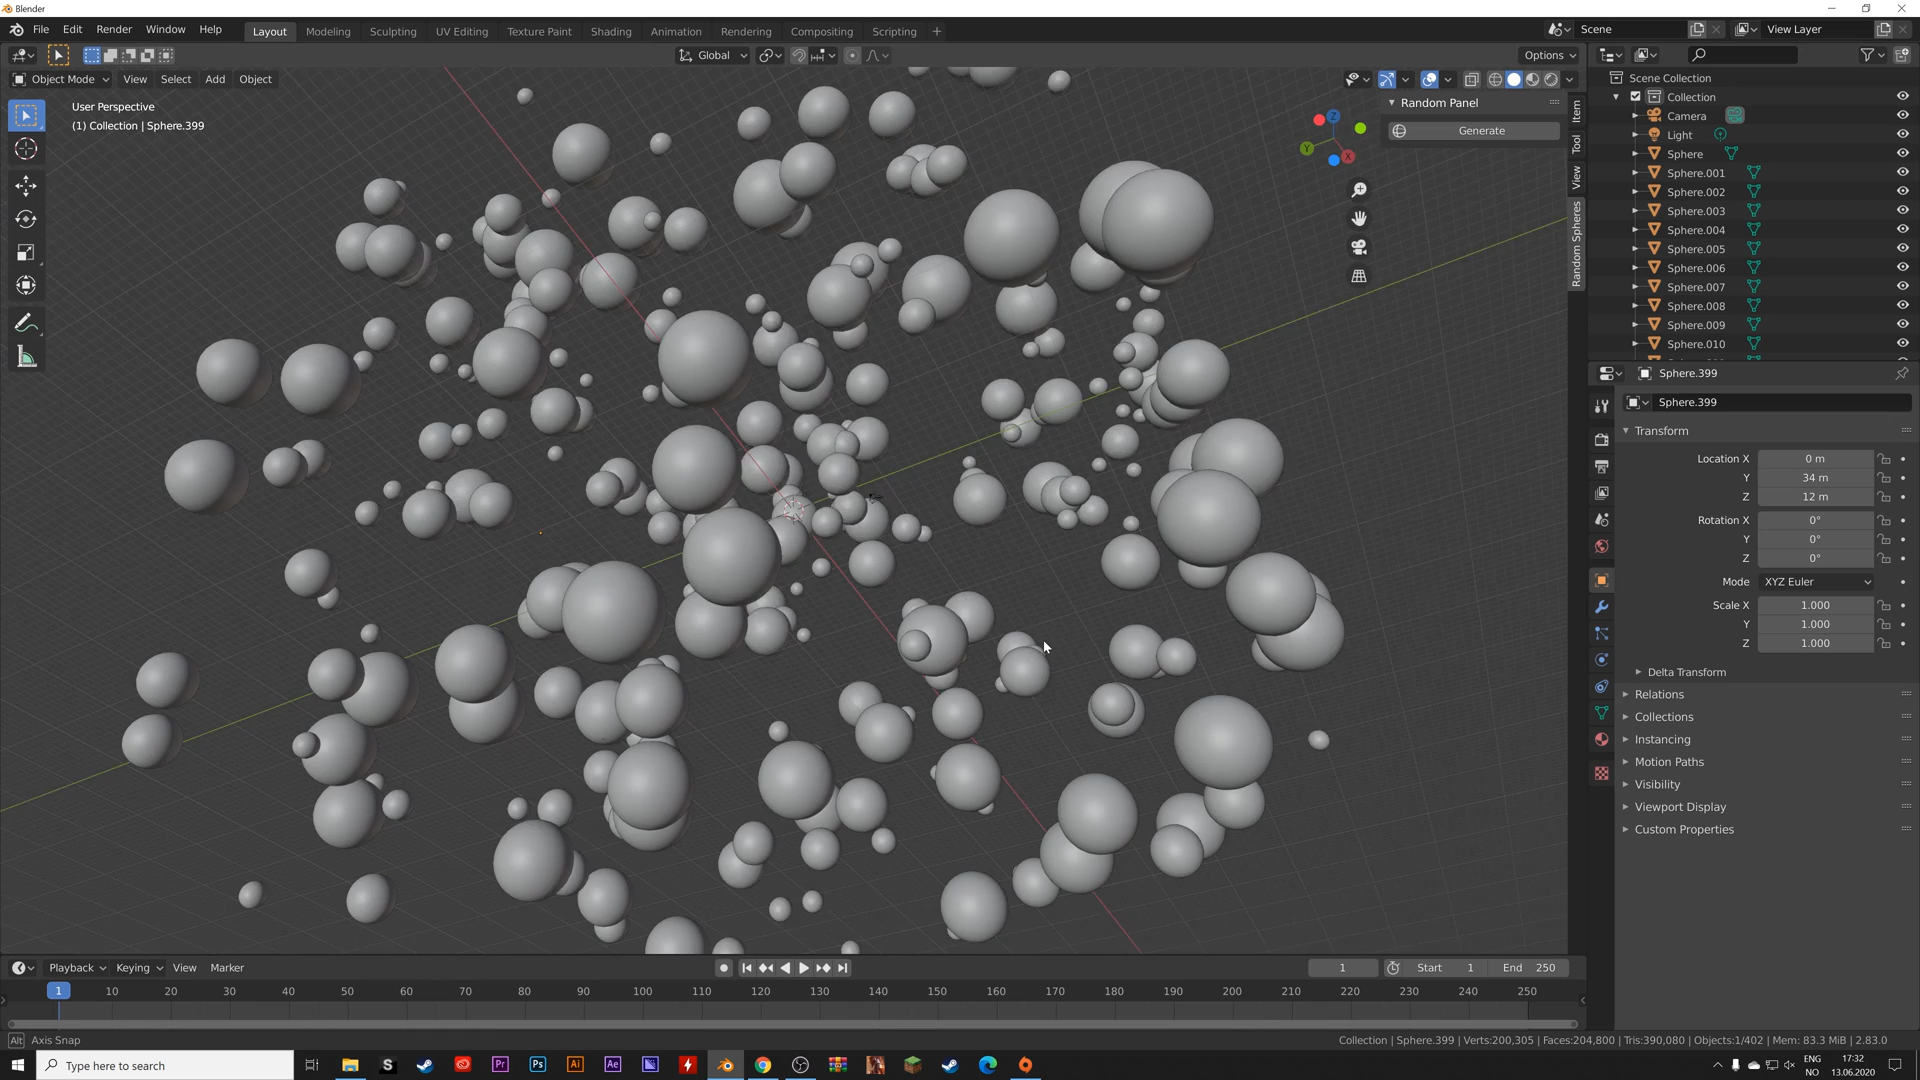 Blender
File Edit Render Window Help
Layout Modeling Sculpting UV Editing Texture Paint Shading Animation Rendering Compositing Scripting +
Scene
View Layer
Global
Options
Object Mode View Select Add Object
User Perspective
(1) Collection | Sphere.399
Random Panel
Generate
Item
Tool
View
Random Spheres
Z
Y
X
Scene Collection
Collection
Camera
Light
Sphere
Sphere.001
Sphere.002
Sphere.003
Sphere.004
Sphere.005
Sphere.006
Sphere.007
Sphere.008
Sphere.009
Sphere.010
Sphere.399
Sphere.399
Transform
Location X 0 m
Y 34 m
Z 12 m
Rotation X 0°
Y 0°
Z 0°
Mode XYZ Euler
Scale X 1.000
Y 1.000
Z 1.000
Delta Transform
Relations
Collections
Instancing
Motion Paths
Visibility
Viewport Display
Custom Properties
Playback Keying View Marker
1 Start 1 End 250
1 10 20 30 40 50 60 70 80 90 100 110 120 130 140 150 160 170 180 190 200 210 220 230 240 250
Alt Axis Snap
Collection | Sphere.399 | Verts:200,305 | Faces:204,800 | Tris:390,080 | Objects:1/402 | Mem: 83.3 MiB | 2.83.0
Type here to search
S Pr Ps Ai Ae
ENG
NO
17:32
13.06.2020